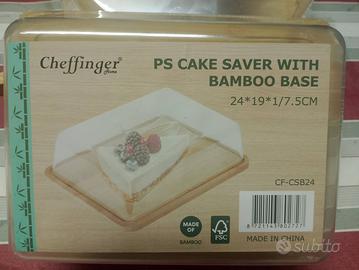 Cheffinger®
Home
PS CAKE SAVER WITH
BAMBOO BASE
24*19*1/7.5CM
CF-CSB24
MADE OF
BAMBOO
FSC
8721145802727
MADE IN CHINA
subito